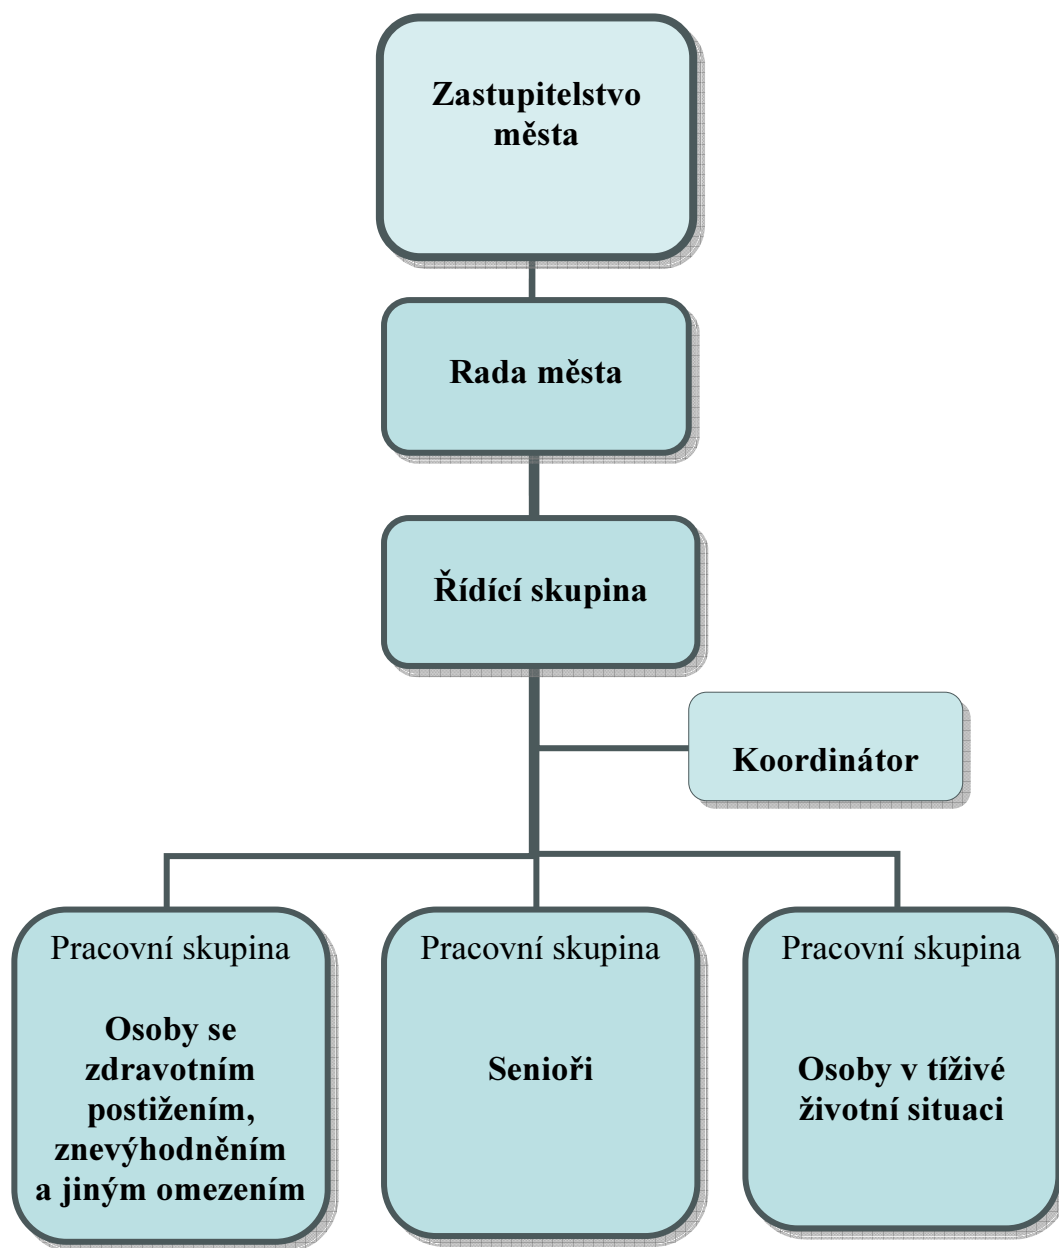 Zastupitelstvo
města
Rada města
Řídící skupina
Koordinátor
Pracovní skupina
Osoby se
zdravotním
postižením,
znevýhodněním
a jiným omezením
Pracovní skupina
Senioři
Pracovní skupina
Osoby v tíživé
životní situaci